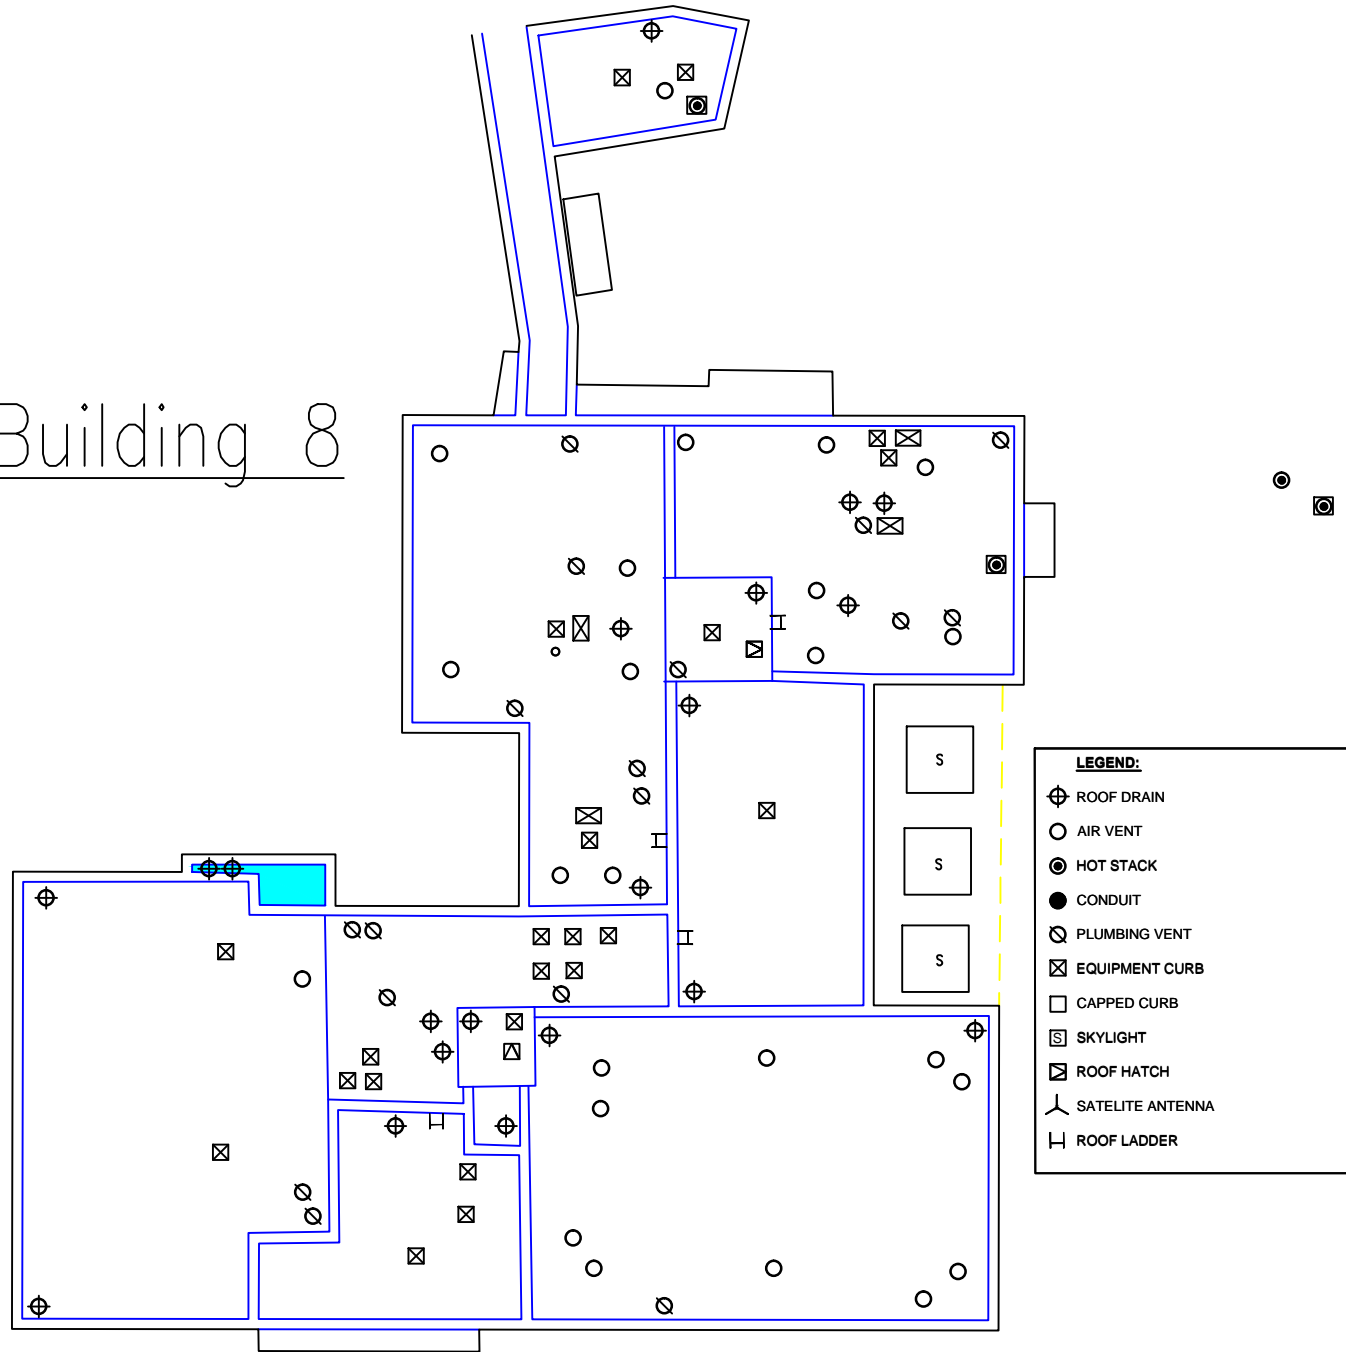 Building 8
S
S
S
LEGEND:
ROOF DRAIN
AIR VENT
HOT STACK
CONDUIT
PLUMBING VENT
EQUIPMENT CURB
CAPPED CURB
S SKYLIGHT
ROOF HATCH
SATELITE ANTENNA
ROOF LADDER